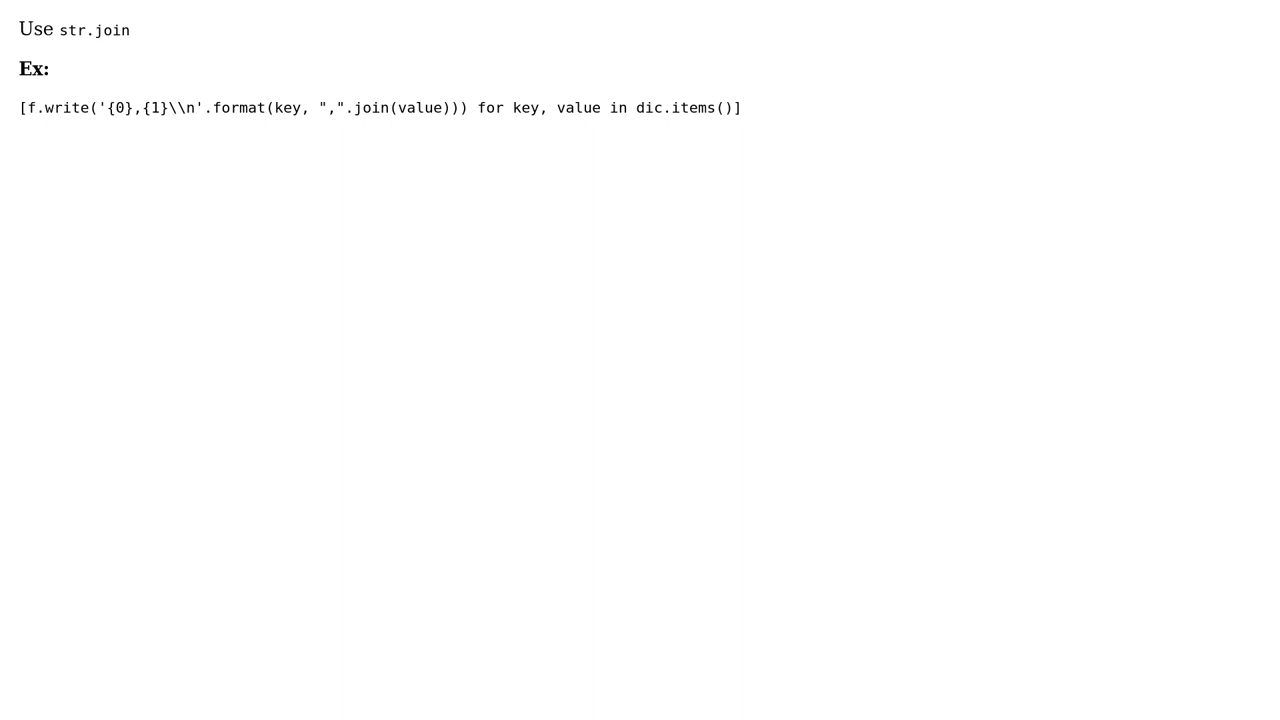 Use str.join
Ex:
[f.write('{0},{1}\\n'.format(key, ",".join(value))) for key, value in dic.items()]